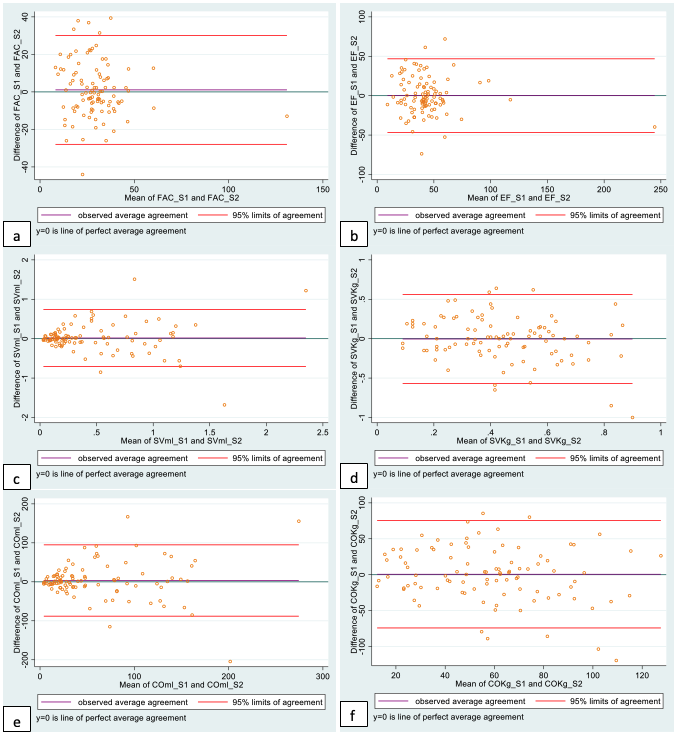 Difference of FAC_S1 and FAC_S2
40
20
0
-20
-40
0
50
100
150
Mean of FAC_S1 and FAC_S2
observed average agreement
95% limits of agreement
y=0 is line of perfect average agreement
a
Difference of EF_S1 and EF_S2
100
50
0
-50
-100
0
50
100
150
200
250
Mean of EF_S1 and EF_S2
observed average agreement
95% limits of agreement
y=0 is line of perfect average agreement
b
Difference of SVml_S1 and SVml_S2
2
1
0
-1
-2
0
.5
1
1.5
2
2.5
Mean of SVml_S1 and SVml_S2
observed average agreement
95% limits of agreement
y=0 is line of perfect average agreement
c
Difference of SVKg_S1 and SVKg_S2
1
.5
0
-.5
-1
0
.2
.4
.6
.8
1
Mean of SVKg_S1 and SVKg_S2
observed average agreement
95% limits of agreement
y=0 is line of perfect average agreement
d
Difference of COml_S1 and COml_S2
200
100
0
-100
-200
0
100
200
300
Mean of COml_S1 and COml_S2
observed average agreement
95% limits of agreement
y=0 is line of perfect average agreement
e
Difference of COKg_S1 and COKg_S2
100
50
0
-50
-100
20
40
60
80
100
120
Mean of COKg_S1 and COKg_S2
observed average agreement
95% limits of agreement
y=0 is line of perfect average agreement
f